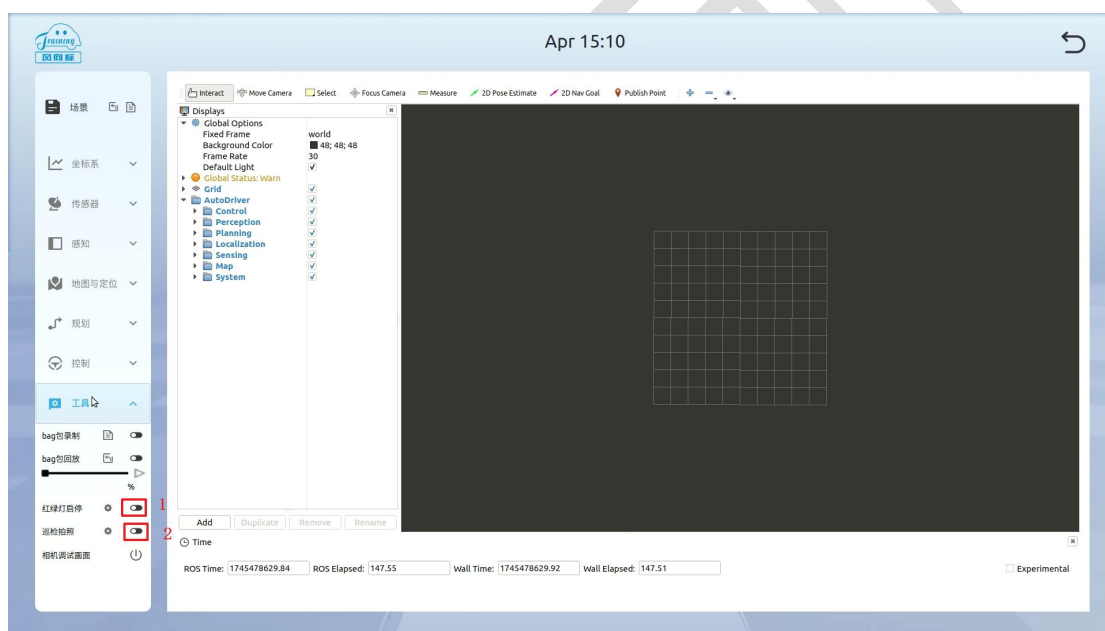 Training
风向标
Apr 15:10
场景
坐标系
传感器
感知
地图与定位
规划
控制
工具
bag包录制
bag包回放
%
红绿灯启停
1
巡检拍照
2
相机调试画面
Interact Move Camera Select Focus Camera Measure 2D Pose Estimate 2D Nav Goal Publish Point
Displays
Global Options
Fixed Frame world
Background Color 48; 48; 48
Frame Rate 30
Default Light
Global Status: Warn
Grid
AutoDriver
Control
Perception
Planning
Localization
Sensing
Map
System
Add Duplicate Remove Rename
Time
ROS Time: 1745478629.84 ROS Elapsed: 147.55 Wall Time: 1745478629.92 Wall Elapsed: 147.51 Experimental